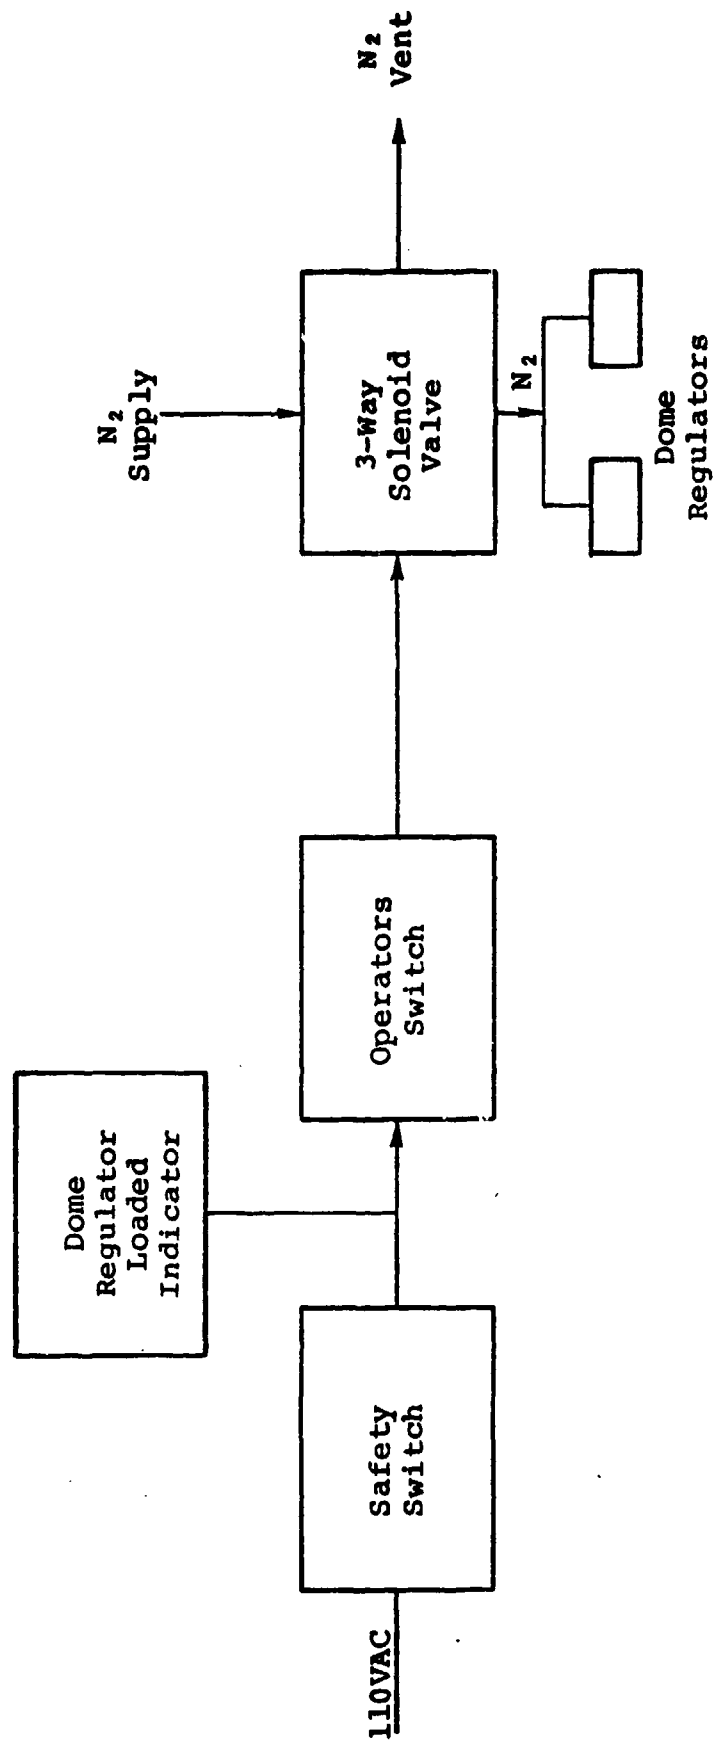 110VAC
Safety
Switch
Dome
Regulator
Loaded
Indicator
Operators
Switch
N₂
Supply
3-Way
Solenoid
Valve
N₂
Dome
Regulators
N₂
Vent